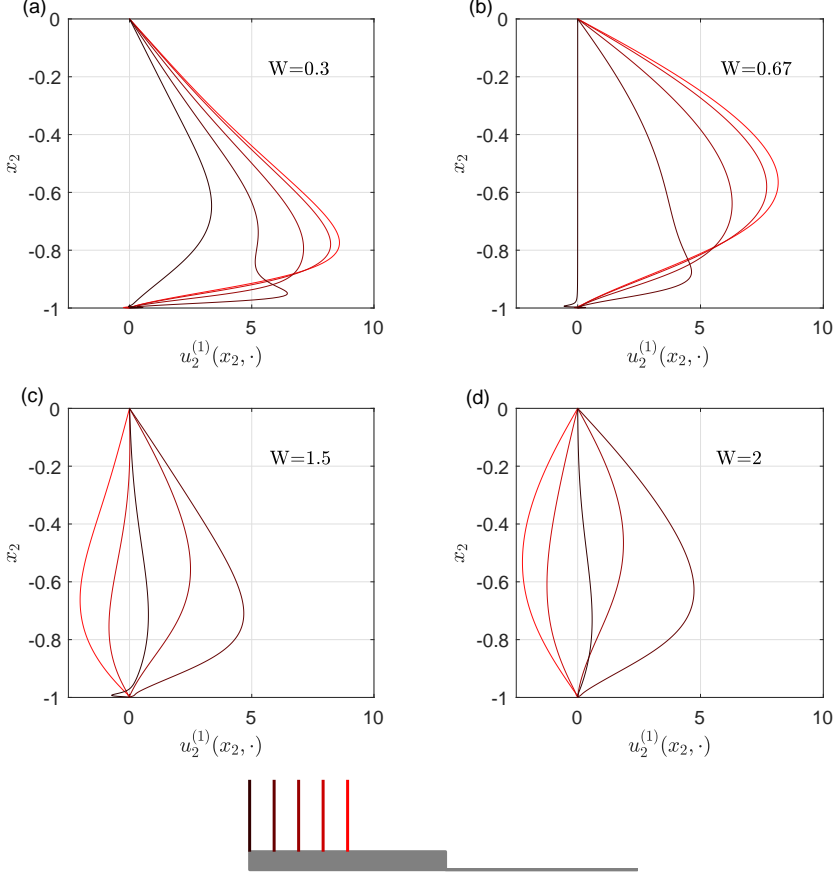 (a)
(b)
0
-0.2
-0.4
-0.6
-0.8
-1
x₂
W=0.3
0
5
10
u₂⁽¹⁾(x₂, ·)
0
-0.2
-0.4
-0.6
-0.8
-1
x₂
W=0.67
0
5
10
u₂⁽¹⁾(x₂, ·)
(c)
(d)
0
-0.2
-0.4
-0.6
-0.8
-1
x₂
W=1.5
0
5
10
u₂⁽¹⁾(x₂, ·)
0
-0.2
-0.4
-0.6
-0.8
-1
x₂
W=2
0
5
10
u₂⁽¹⁾(x₂, ·)